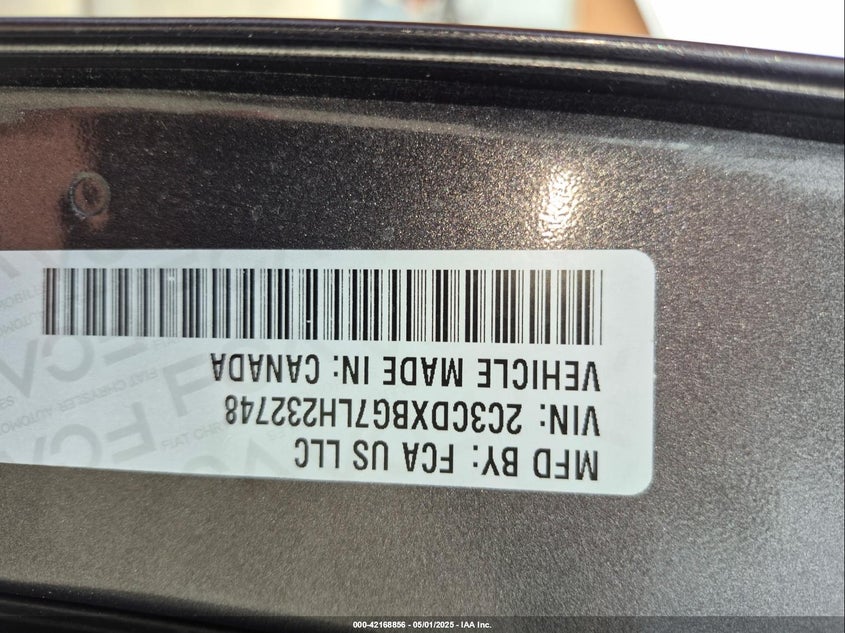 MFD BY: FCA US LLC
VIN: 2C3CDXBG7LH232748
VEHICLE MADE IN: CANADA
000-42168856 - 05/01/2025 - IAA Inc.